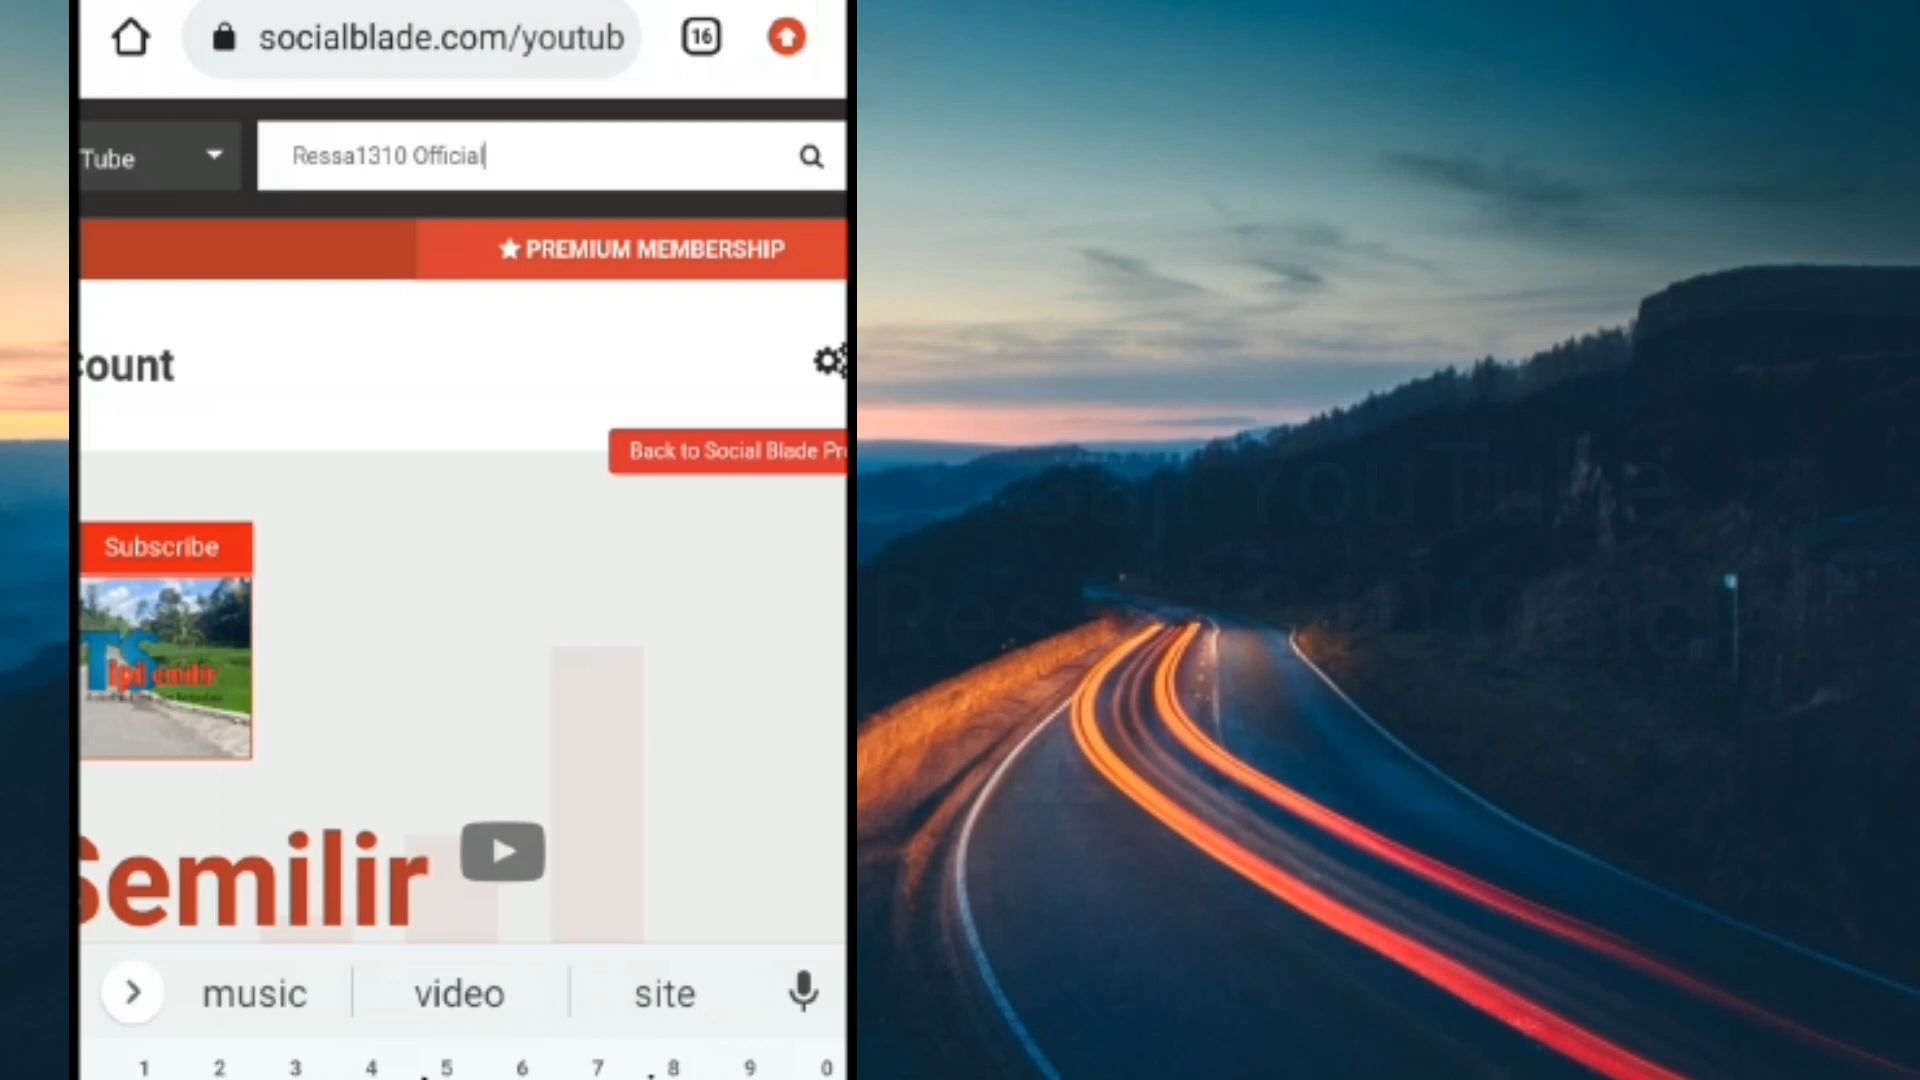 socialblade.com/youtub
16
Tube
Ressa1310 Official
PREMIUM MEMBERSHIP
ount
Back to Social Blade Pr
Subscribe
TS
Semilir
music
video
site
1 2 3 4 5 6 7 8 9 0